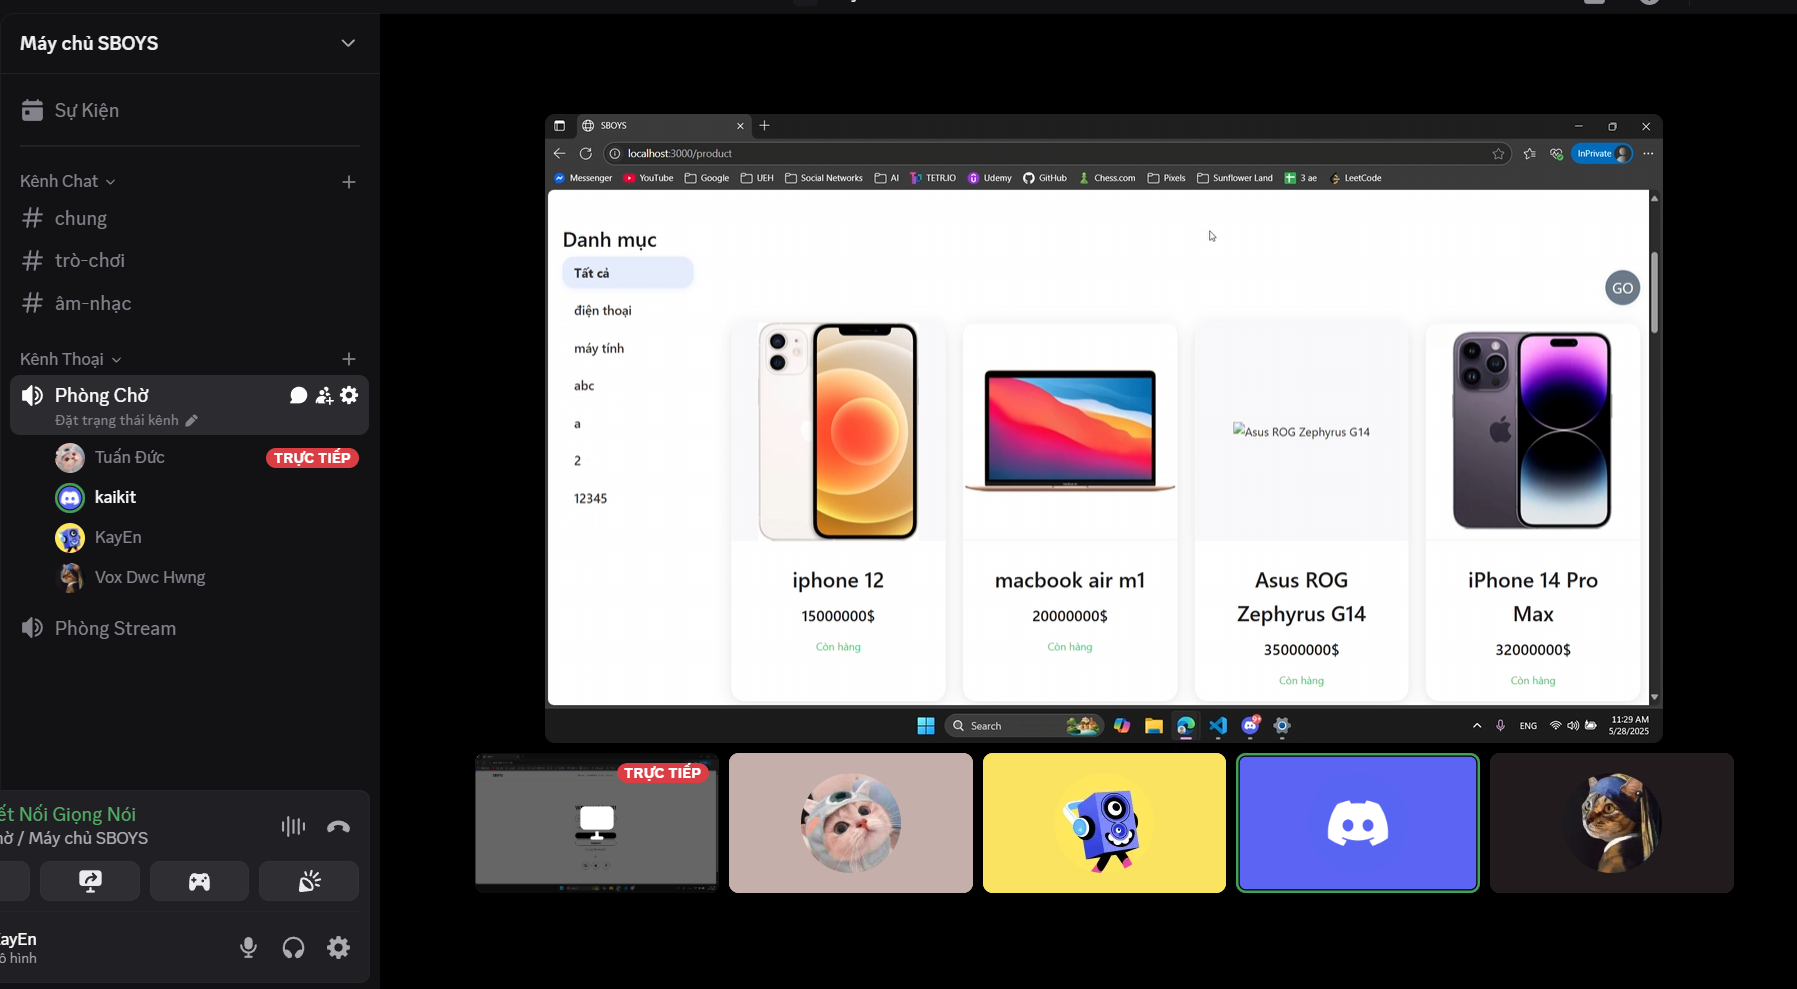 Máy chủ SBOYS
Sự Kiện
Kênh Chat
chung
trò-chơi
âm-nhạc
Kênh Thoại
Phòng Chờ
Đặt trạng thái kênh
Tuấn Đức
TRỰC TIẾP
kaikit
KayEn
Vox Dwc Hwng
Phòng Stream
ết Nối Giọng Nói
hờ / Máy chủ SBOYS
ayEn
ô hình
SBOYS
localhost:3000/product
InPrivate
Messenger
YouTube
Google
UEH
Social Networks
AI
TETR.IO
Udemy
GitHub
Chess.com
Pixels
Sunflower Land
3 ae
LeetCode
Danh mục
Tất cả
điện thoại
máy tính
abc
a
2
12345
GO
Asus ROG Zephyrus G14
iphone 12
15000000$
Còn hàng
macbook air m1
20000000$
Còn hàng
Asus ROG
Zephyrus G14
35000000$
Còn hàng
iPhone 14 Pro
Max
32000000$
Còn hàng
Search
ENG
11:29 AM
5/28/2025
TRỰC TIẾP